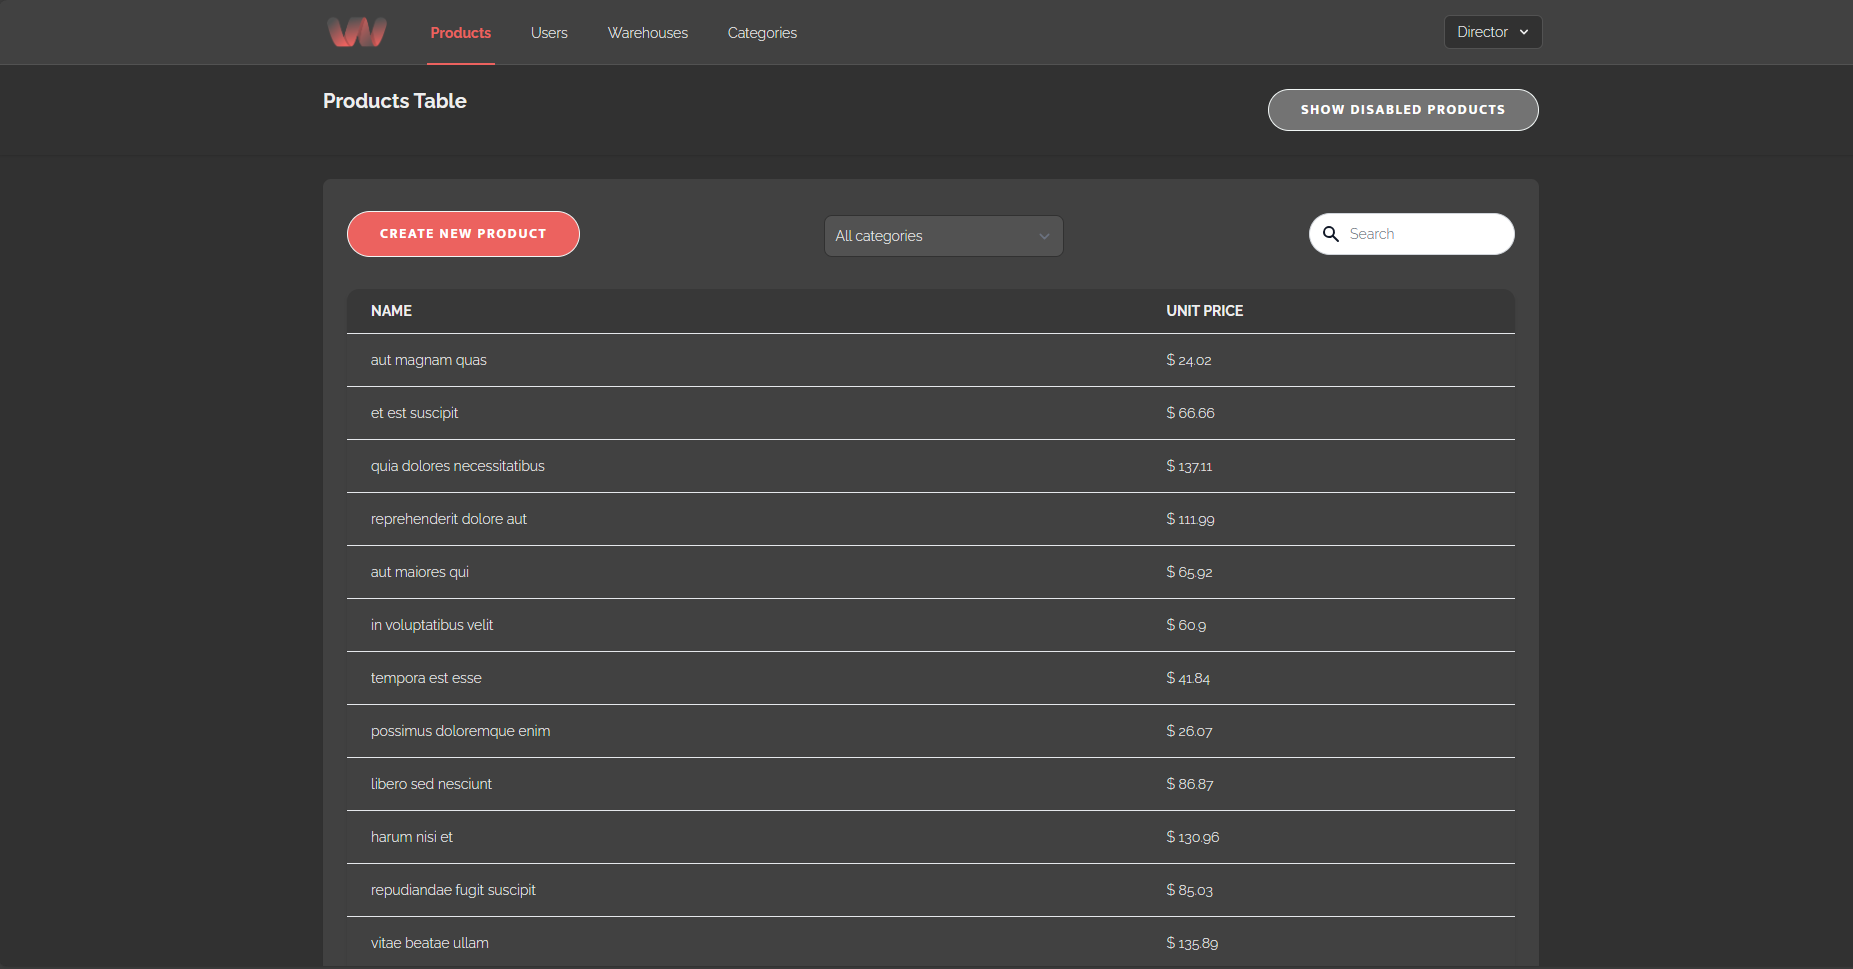 Products Users Warehouses Categories Director
Products Table
SHOW DISABLED PRODUCTS
CREATE NEW PRODUCT All categories Search
NAME UNIT PRICE
aut magnam quas $ 24.02
et est suscipit $ 66.66
quia dolores necessitatibus $ 137.11
reprehenderit dolore aut $ 111.99
aut maiores qui $ 65.92
in voluptatibus velit $ 60.9
tempora est esse $ 41.84
possimus doloremque enim $ 26.07
libero sed nesciunt $ 86.87
harum nisi et $ 130.96
repudiandae fugit suscipit $ 85.03
vitae beatae ullam $ 135.89